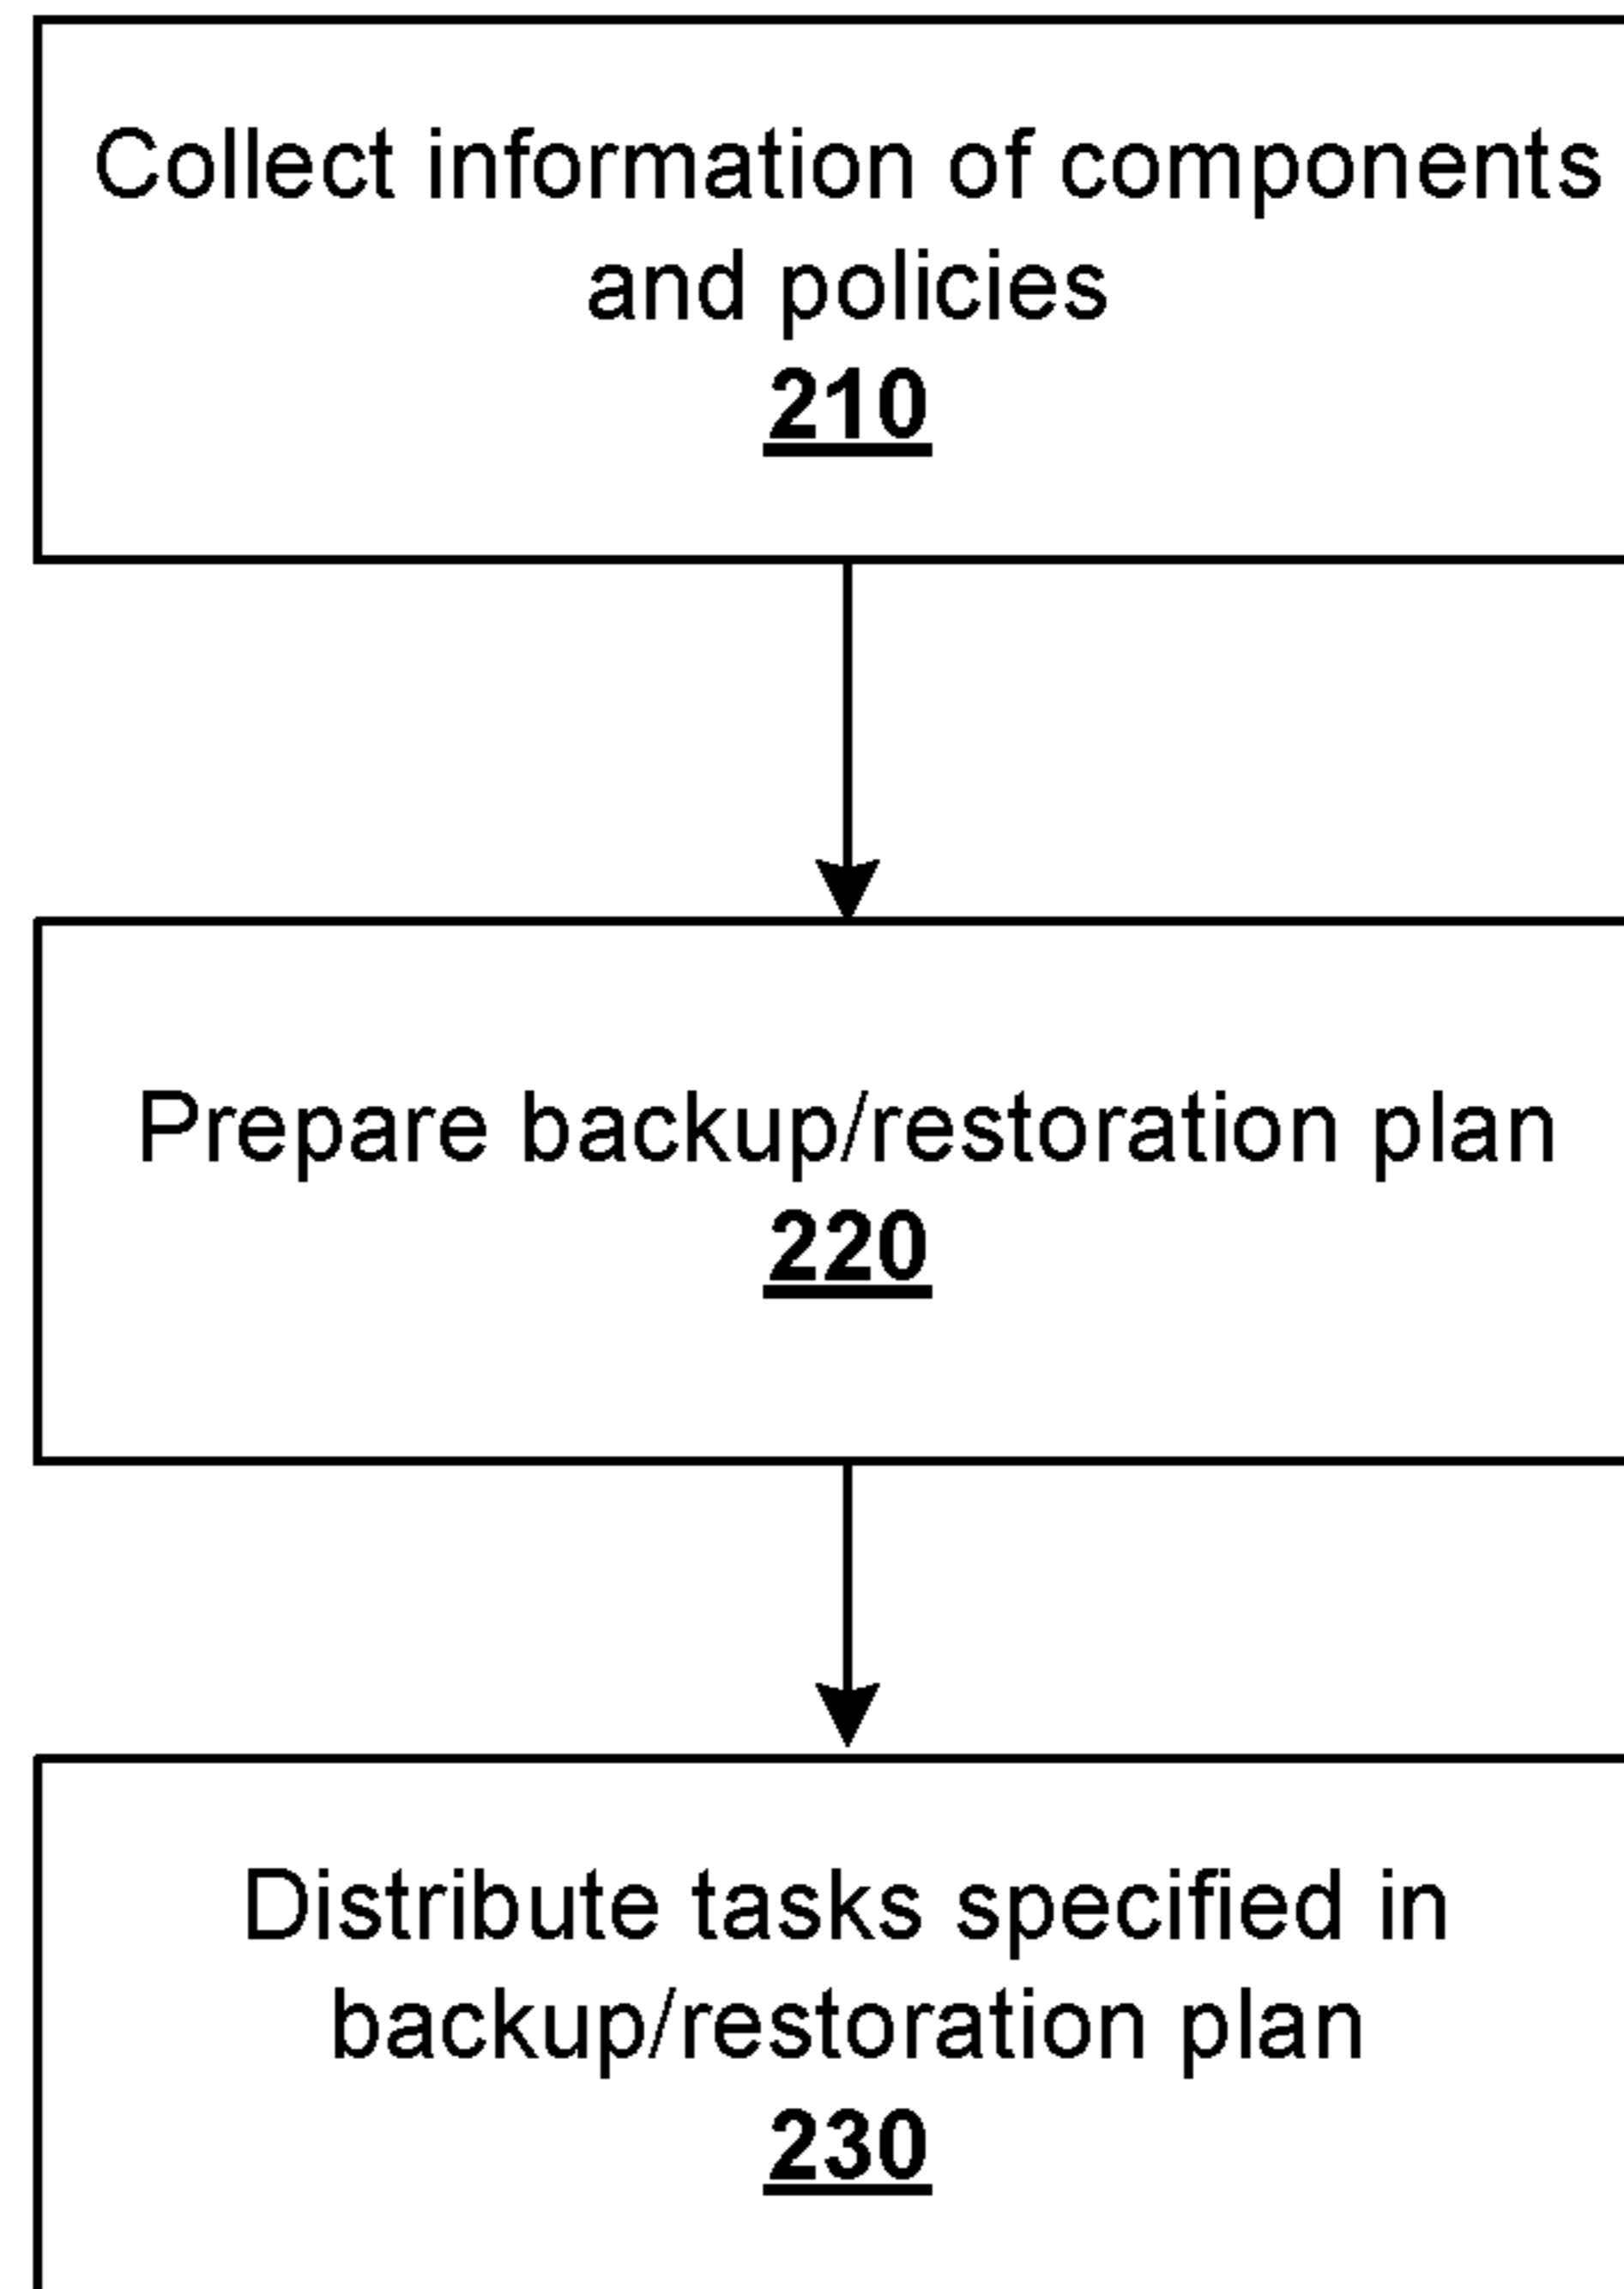 Collect information of components
and policies
210
Prepare backup/restoration plan
220
Distribute tasks specified in
backup/restoration plan
230